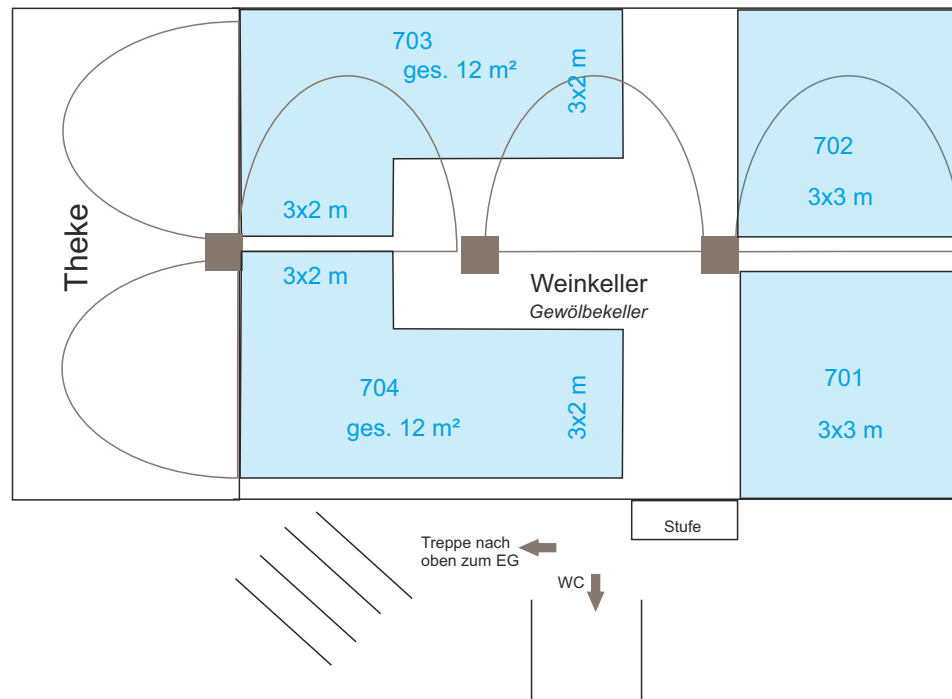 703
ges. 12 m²
3x2 m
3x2 m
702
3x3 m
Theke
3x2 m
Weinkeller
Gewölbekeller
704
ges. 12 m²
3x2 m
701
3x3 m
Stufe
Treppe nach
oben zum EG
WC